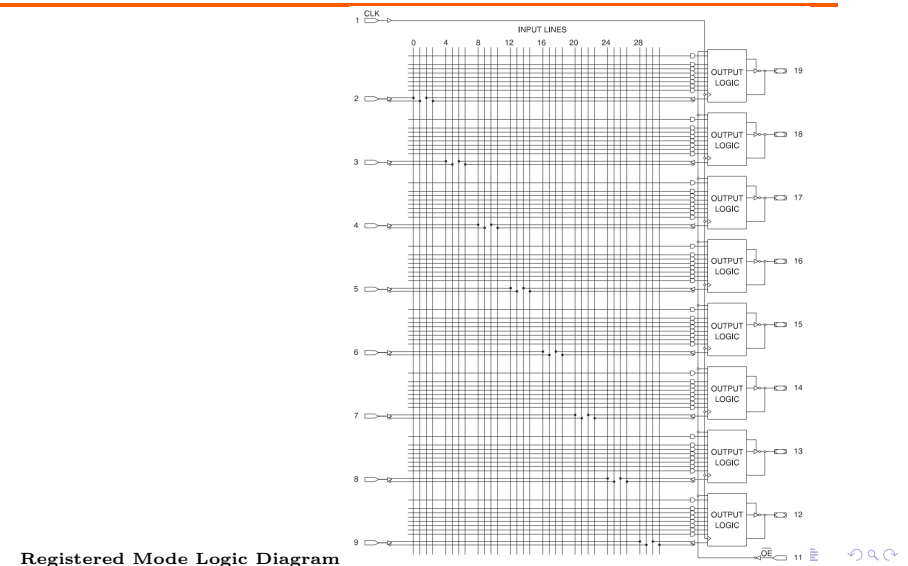 CLK
1
INPUT LINES
0 4 8 12 16 20 24 28
OUTPUT
LOGIC
19
2
OUTPUT
LOGIC
18
3
OUTPUT
LOGIC
17
4
OUTPUT
LOGIC
16
5
OUTPUT
LOGIC
15
6
OUTPUT
LOGIC
14
7
OUTPUT
LOGIC
13
8
OUTPUT
LOGIC
12
9
OE
11
Registered Mode Logic Diagram